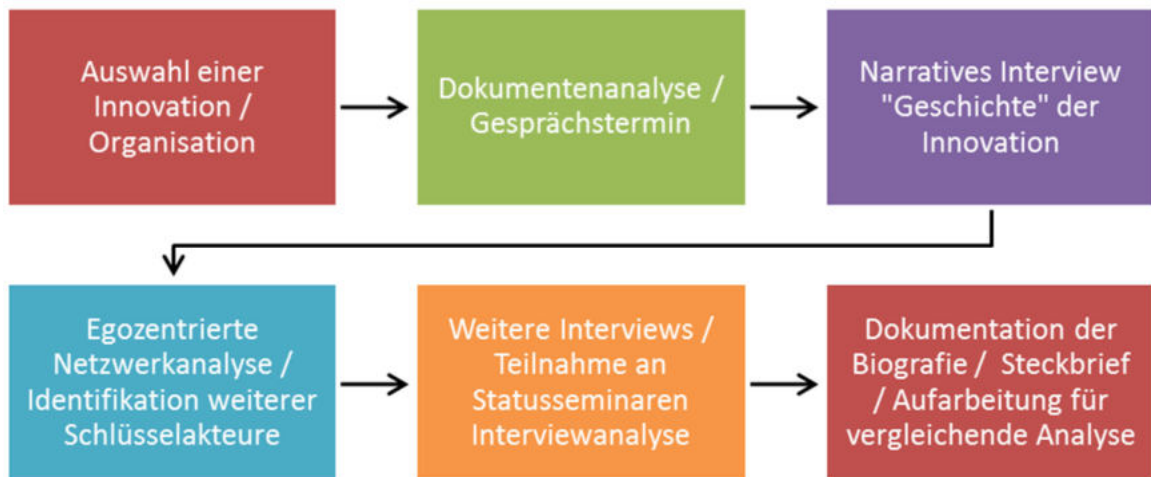 Auswahl einer
Innovation /
Organisation
Dokumentenanalyse /
Gesprächstermin
Narratives Interview
"Geschichte" der
Innovation
Egozentrierte
Netzwerkanalyse /
Identifikation weiterer
Schlüsselakteure
Weitere Interviews /
Teilnahme an
Statusseminaren
Interviewanalyse
Dokumentation der
Biografie / Steckbrief
/ Aufarbeitung für
vergleichende Analyse